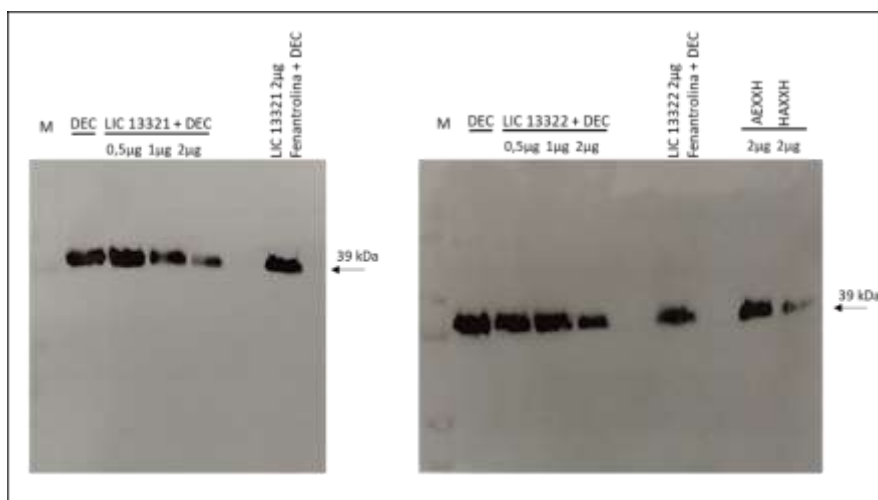 M
DEC
LIC 13321 + DEC
0,5µg 1µg 2µg
LIC 13321 2µg
Fenantrolina + DEC
39 kDa
M
DEC
LIC 13322 + DEC
0,5µg 1µg 2µg
LIC 13322 2µg
Fenantrolina + DEC
AEXXH
HAXXH
2µg 2µg
39 kDa